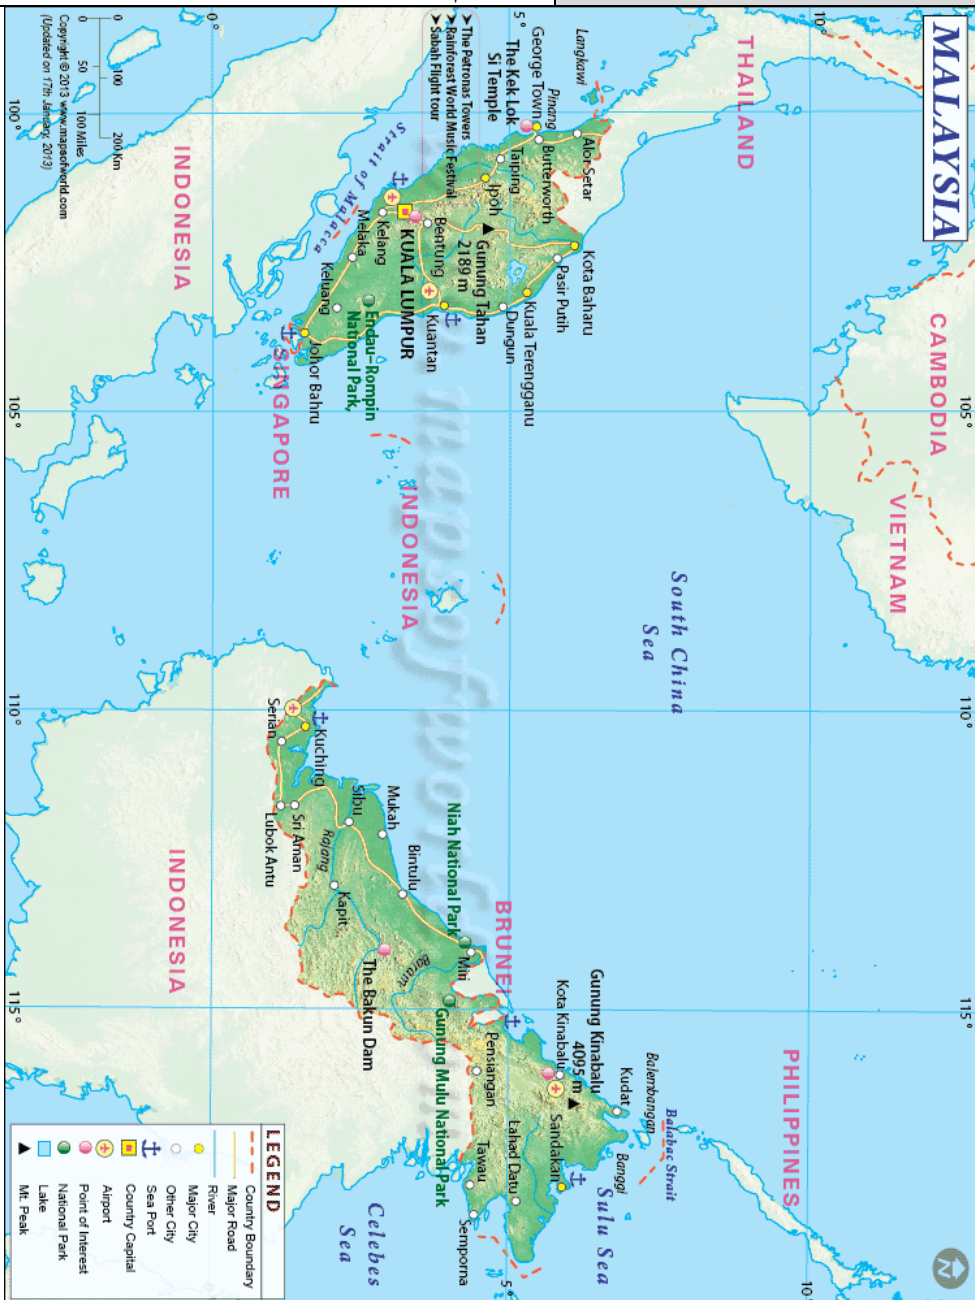 MALAYSIA
10°
5°
0°
100°
105°
110°
115°
10°
5°
THAILAND
CAMBODIA
VIETNAM
PHILIPPINES
BRUNEI
INDONESIA
INDONESIA
INDONESIA
SINGAPORE
South China
Sea
Sulu Sea
Celebes
Sea
Balabac Strait
Strait of Malacca
Langkawi
Pinang
George Town
The Kek Lok
Si Temple
➤ The Petronas Towers
➤ Rainforest World Music Festival
➤ Sabah Flight tour
Alor Setar
Butterworth
Taiping
Ipoh
Kota Baharu
Pasir Putih
Kuala Terengganu
Dungun
Gunung Tahan
2189 m
Bentung
Kuantan
KUALA LUMPUR
Kelang
Melaka
Keluang
Endau-Rompin
National Park,
Johor Bahru
Kuching
Serian
Sri Aman
Lubok Antu
Sibu
Mukah
Rajang
Bintulu
Kapit
Niah National Park
Miri
Baram
The Bakun Dam
Gunung Mulu National Park
Gunung Kinabalu
4095 m
Kota Kinabalu
Kudat
Balembangan
Banggi
Sandakan
Pensiangan
Lahad Datu
Tawau
Semporna
mapsofworld
LEGEND
Country Boundary
Major Road
River
Major City
Other City
Sea Port
Country Capital
Airport
Point of Interest
National Park
Lake
Mt. Peak
N
0 50 100 Miles
0 100 200 Km
Copyright © 2013 www.mapsofworld.com
(Updated on 17th January, 2013)